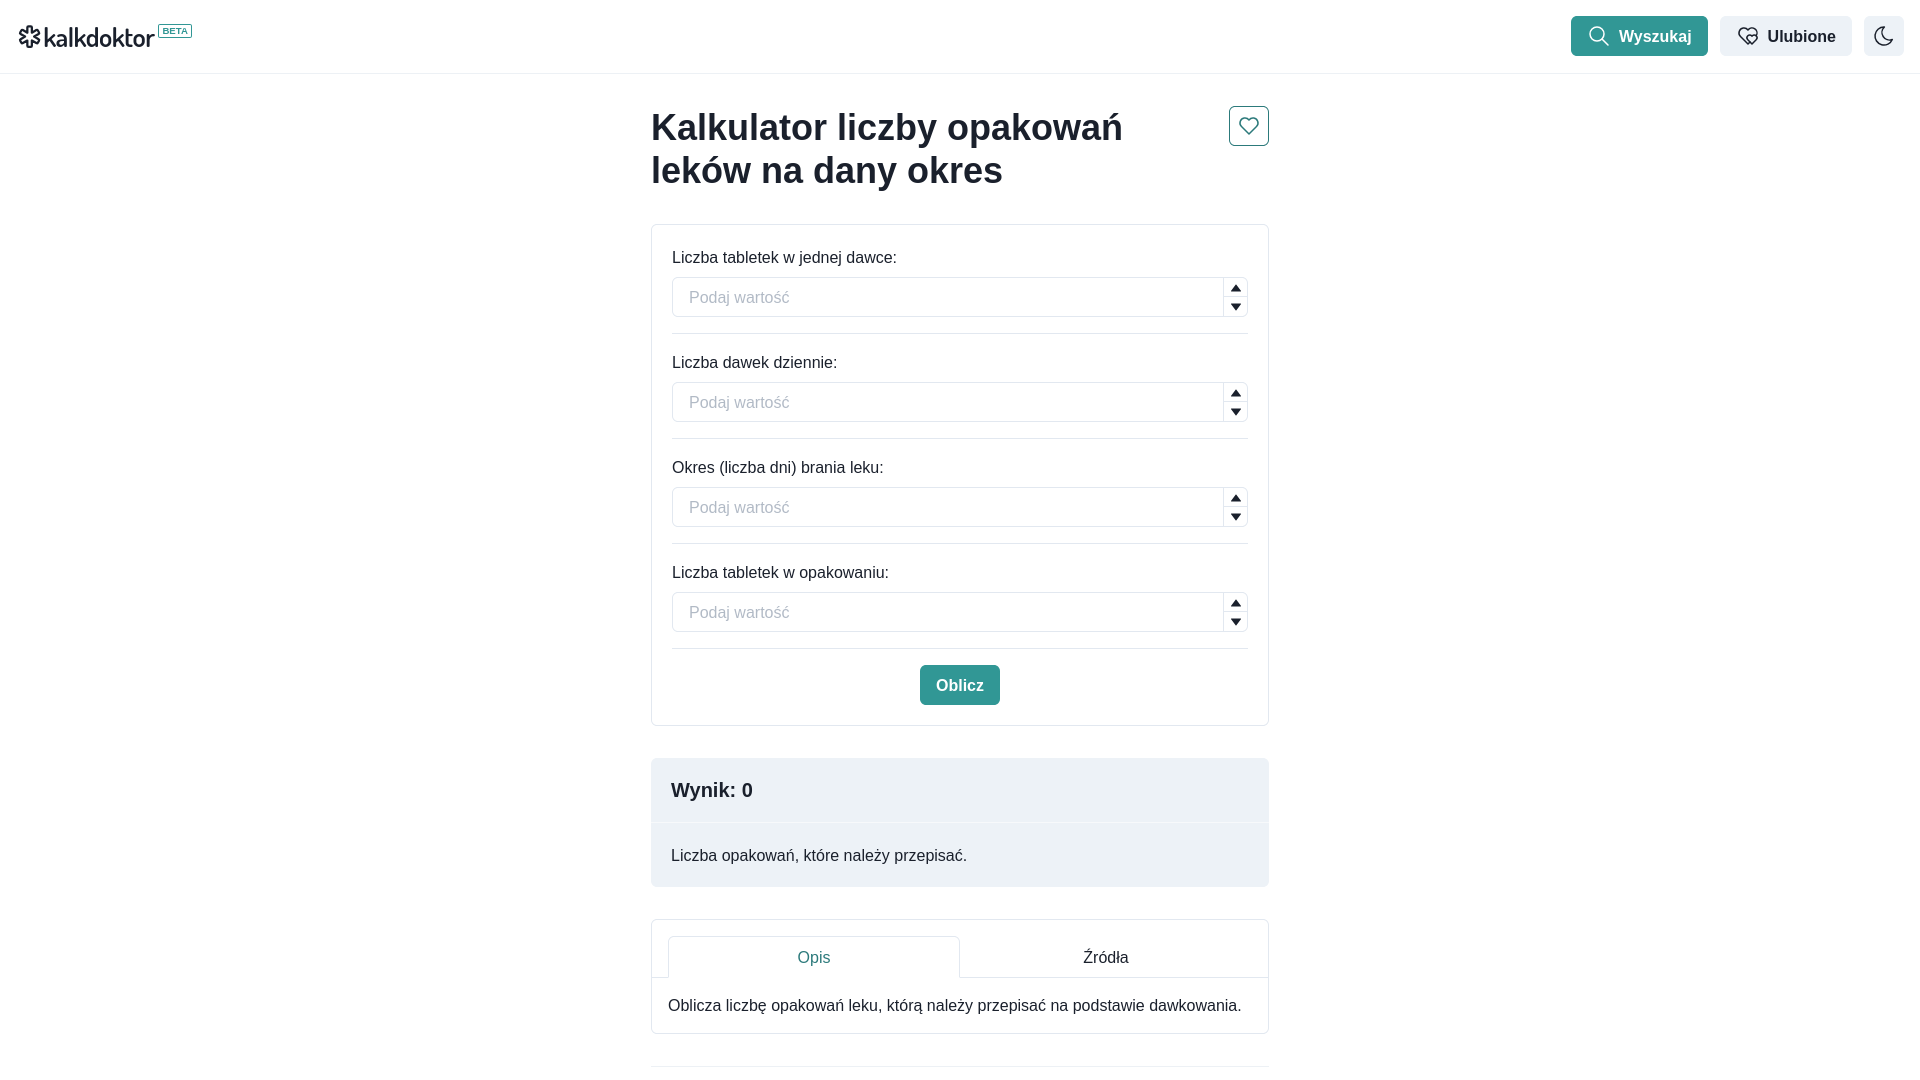 kalkdoktor BETA
Wyszukaj
Ulubione
Kalkulator liczby opakowań
leków na dany okres
Liczba tabletek w jednej dawce:
Podaj wartość
Liczba dawek dziennie:
Podaj wartość
Okres (liczba dni) brania leku:
Podaj wartość
Liczba tabletek w opakowaniu:
Podaj wartość
Oblicz
Wynik: 0
Liczba opakowań, które należy przepisać.
Opis
Źródła
Oblicza liczbę opakowań leku, którą należy przepisać na podstawie dawkowania.